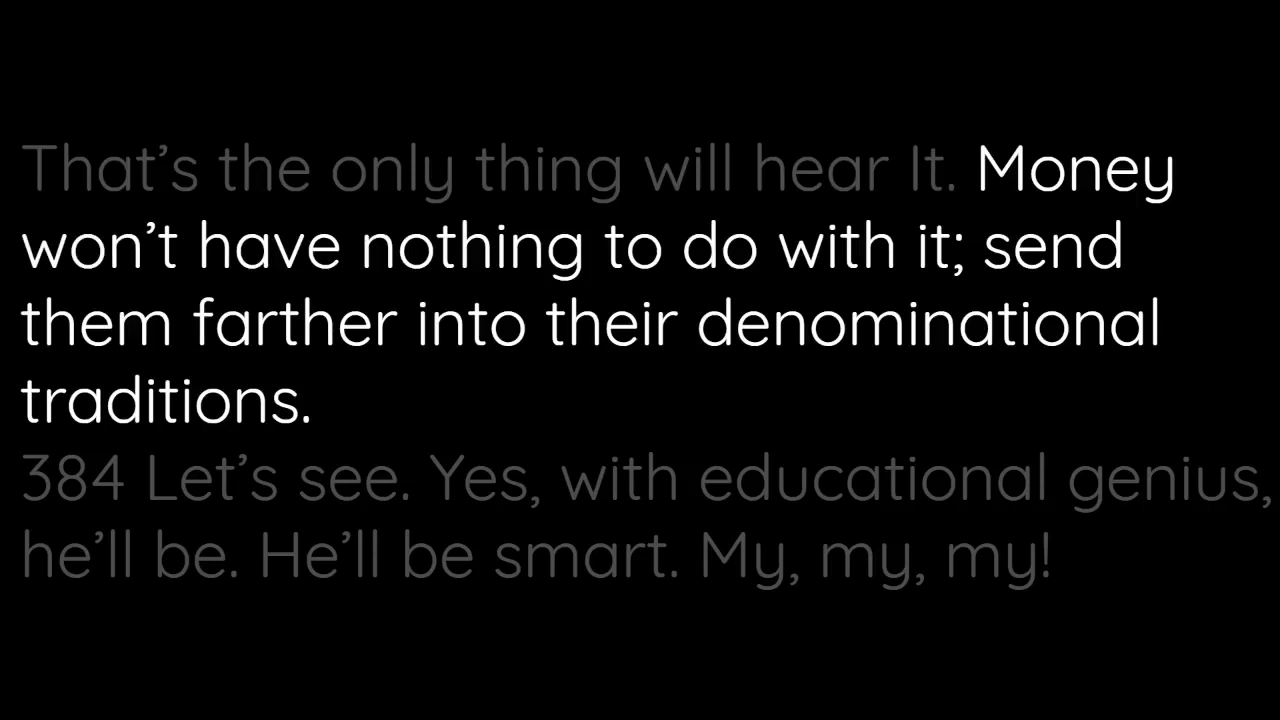 That’s the only thing will hear It. Money
won’t have nothing to do with it; send
them farther into their denominational
traditions.
384 Let’s see. Yes, with educational genius,
he’ll be. He’ll be smart. My, my, my!